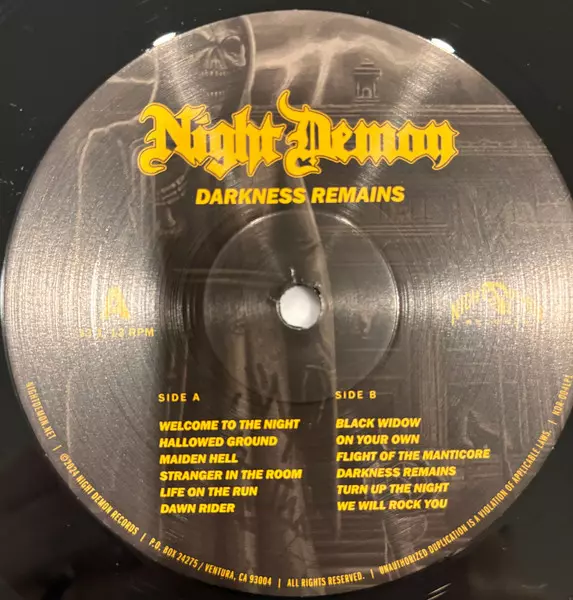 Night Demon
DARKNESS REMAINS
A
33 1/3 RPM
SIDE A
WELCOME TO THE NIGHT
HALLOWED GROUND
MAIDEN HELL
STRANGER IN THE ROOM
LIFE ON THE RUN
DAWN RIDER
SIDE B
BLACK WIDOW
ON YOUR OWN
FLIGHT OF THE MANTICORE
DARKNESS REMAINS
TURN UP THE NIGHT
WE WILL ROCK YOU
NIGHTDEMON.NET | ©2024 NIGHT DEMON RECORDS | P.O. BOX 24275 / VENTURA, CA 93004 | ALL RIGHTS RESERVED. | UNAUTHORIZED DUPLICATION IS A VIOLATION OF APPLICABLE LAWS. |